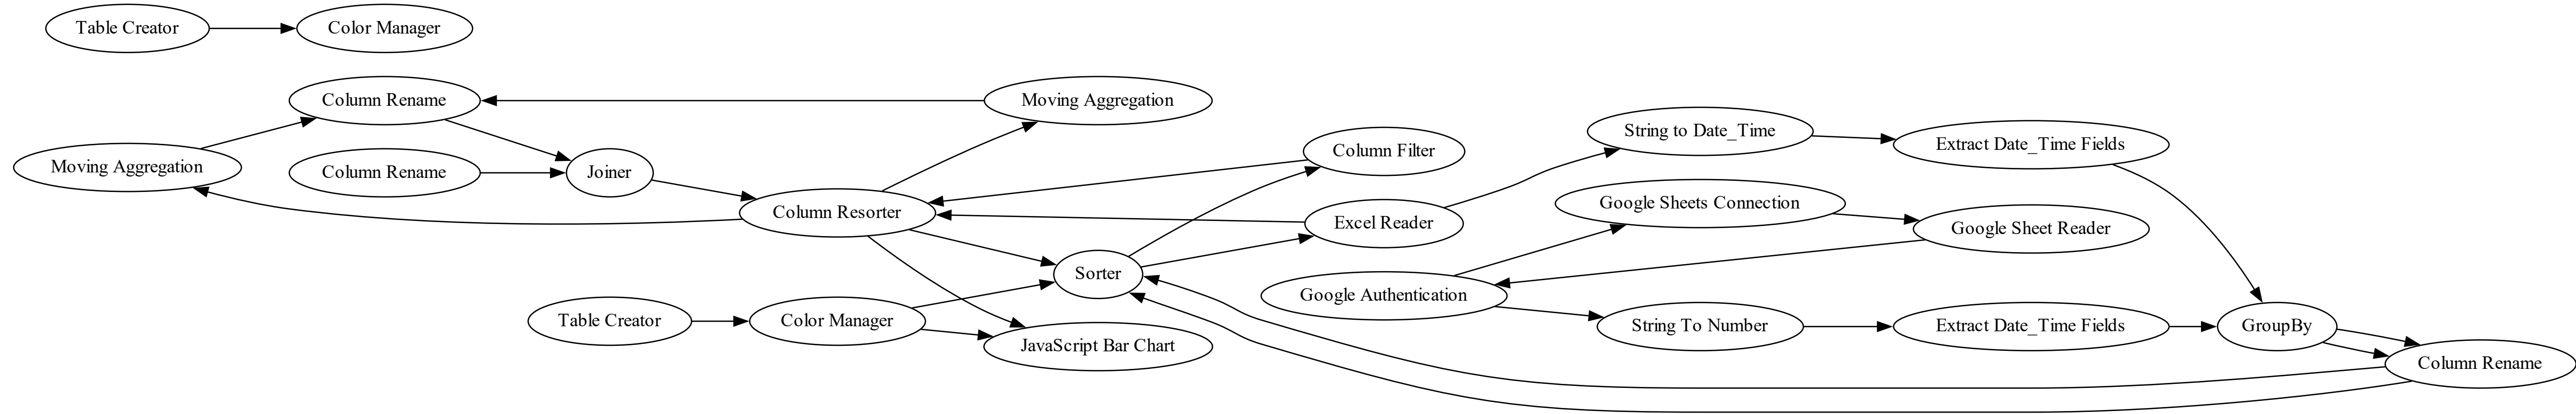 Table Creator
Color Manager
Column Rename
Moving Aggregation
Moving Aggregation
Column Rename
Joiner
Column Resorter
Column Filter
Excel Reader
String to Date_Time
Extract Date_Time Fields
Google Sheets Connection
Google Sheet Reader
Sorter
Google Authentication
Table Creator
Color Manager
JavaScript Bar Chart
String To Number
Extract Date_Time Fields
GroupBy
Column Rename